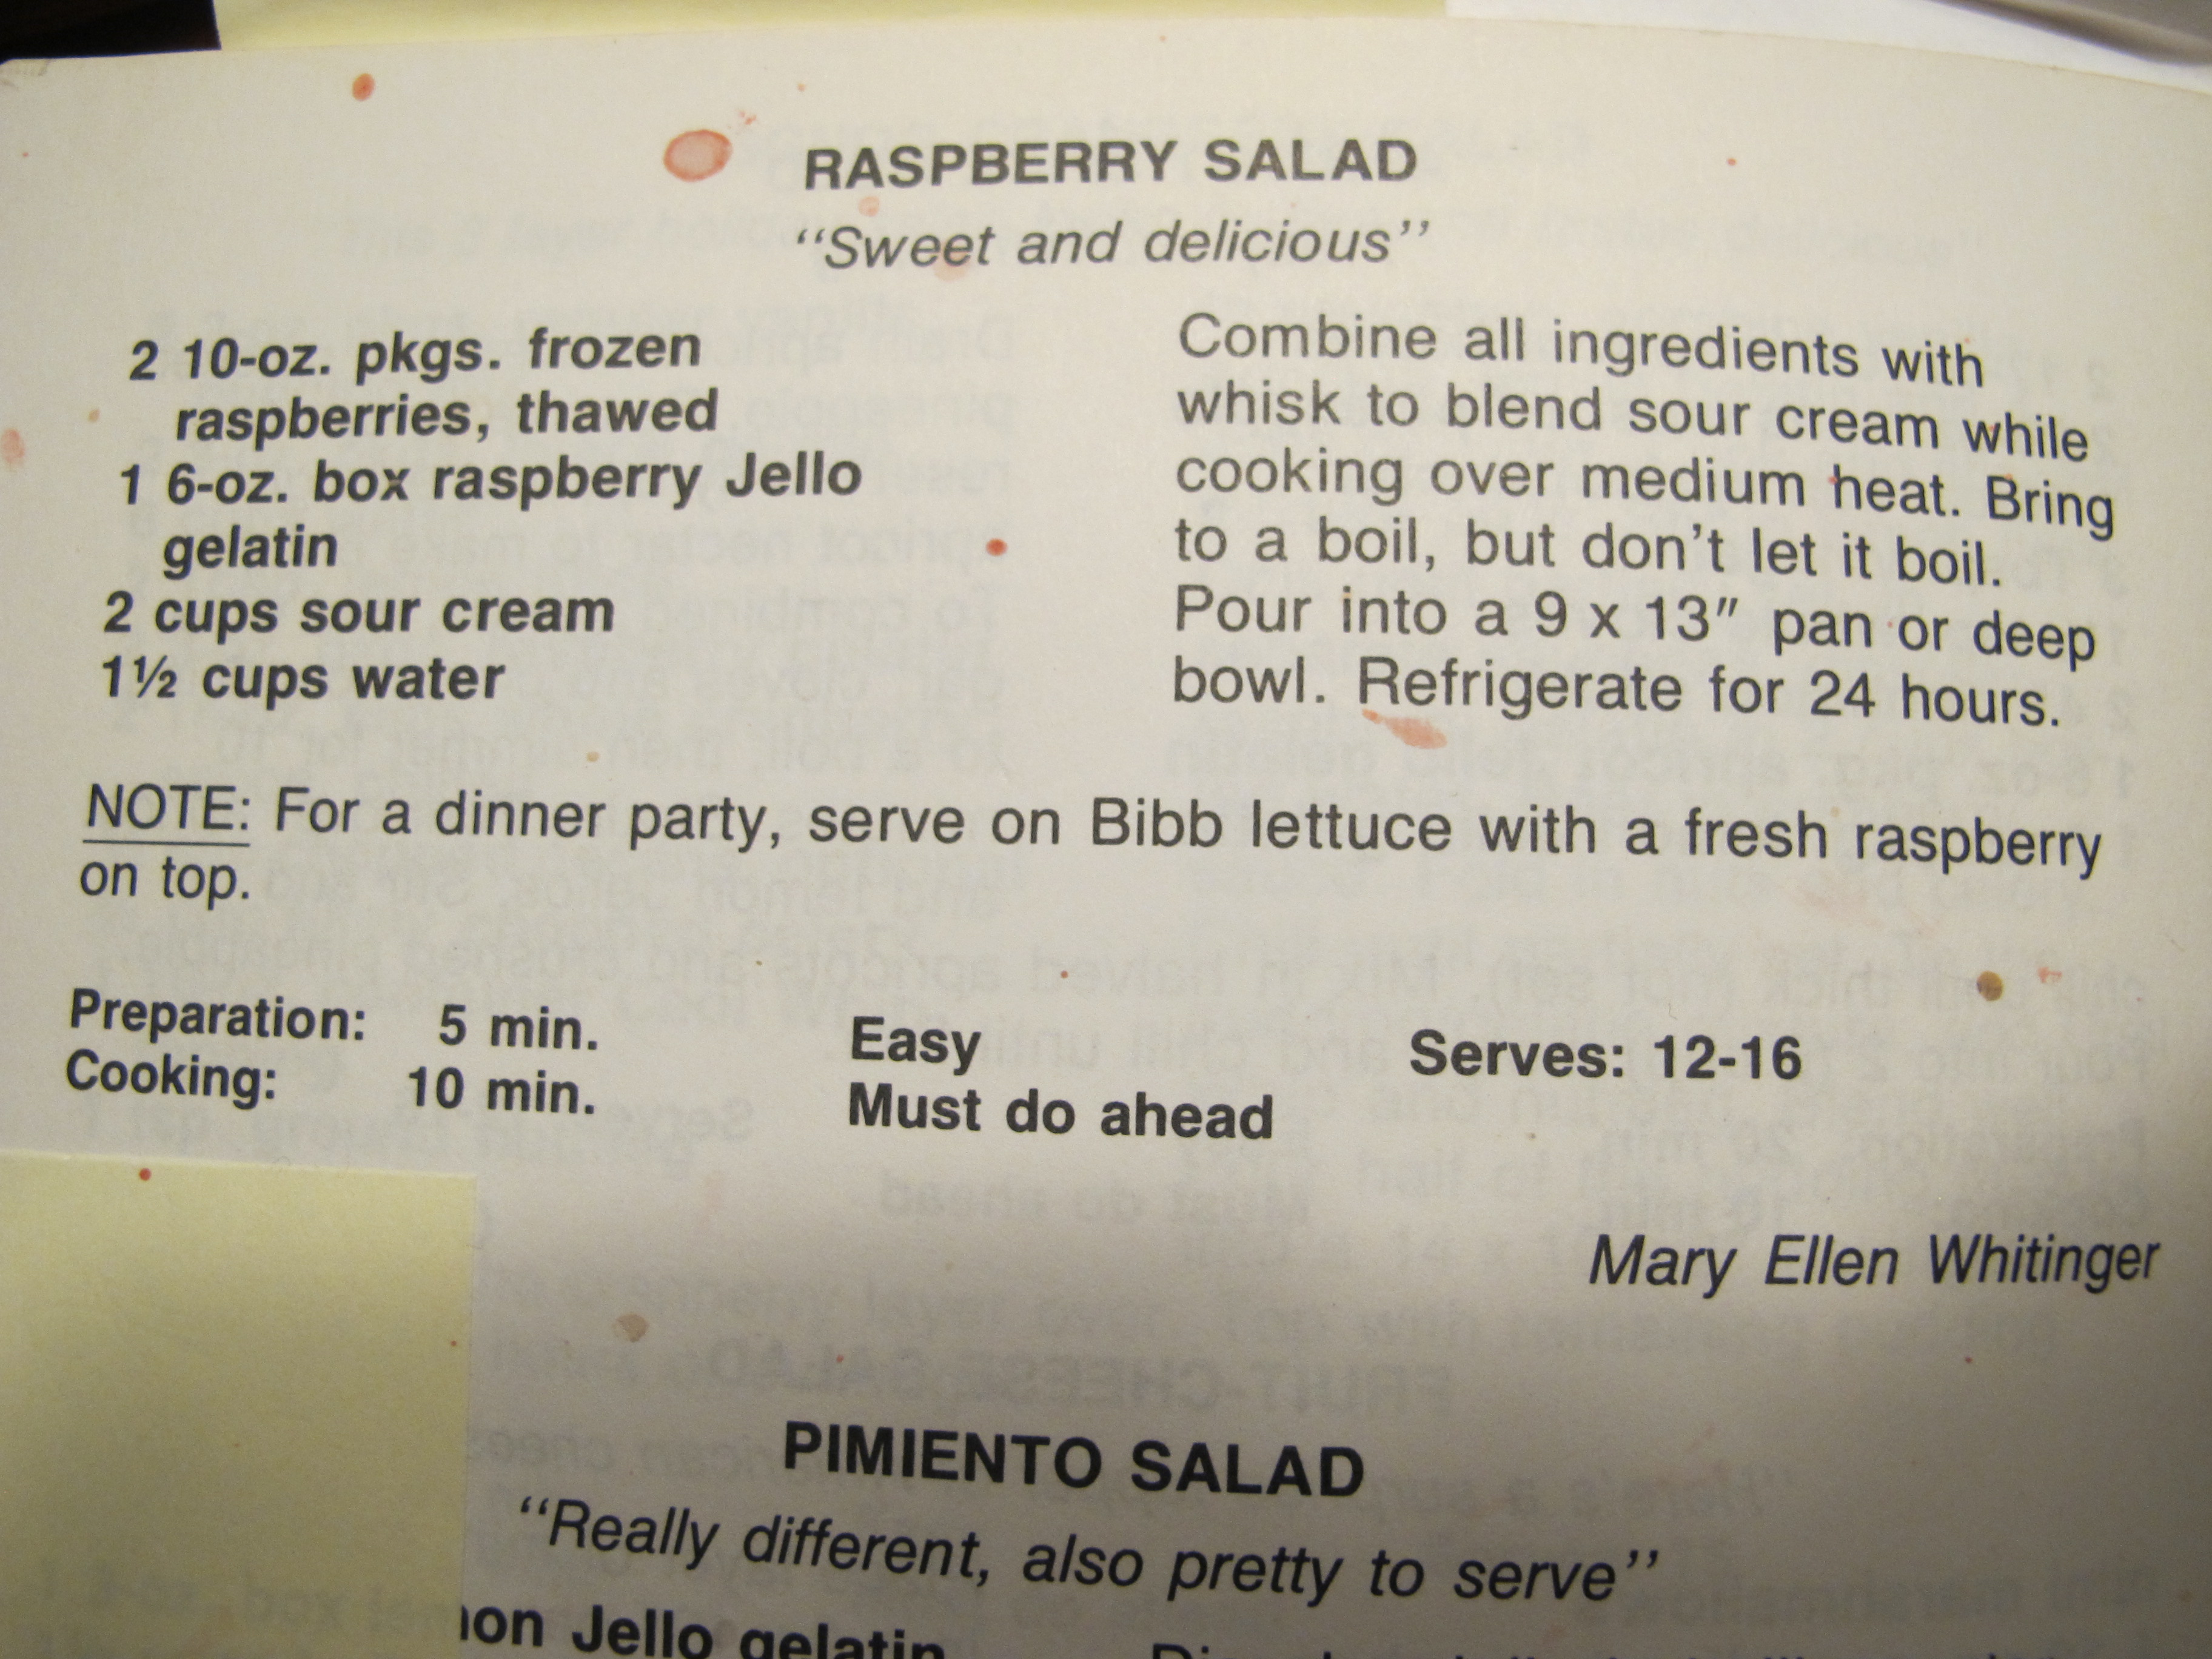 RASPBERRY SALAD
‘‘Sweet and delicious’’
2 10-oz. pkgs. frozen
raspberries, thawed
1 6-oz. box raspberry Jello
gelatin
2 cups sour cream
1½ cups water
Combine all ingredients with
whisk to blend sour cream while
cooking over medium heat. Bring
to a boil, but don’t let it boil.
Pour into a 9 x 13″ pan or deep
bowl. Refrigerate for 24 hours.
NOTE: For a dinner party, serve on Bibb lettuce with a fresh raspberry
on top.
Preparation: 5 min.
Cooking: 10 min.
Easy
Must do ahead
Serves: 12-16
Mary Ellen Whitinger
PIMIENTO SALAD
‘‘Really different, also pretty to serve’’
Jello gelatin